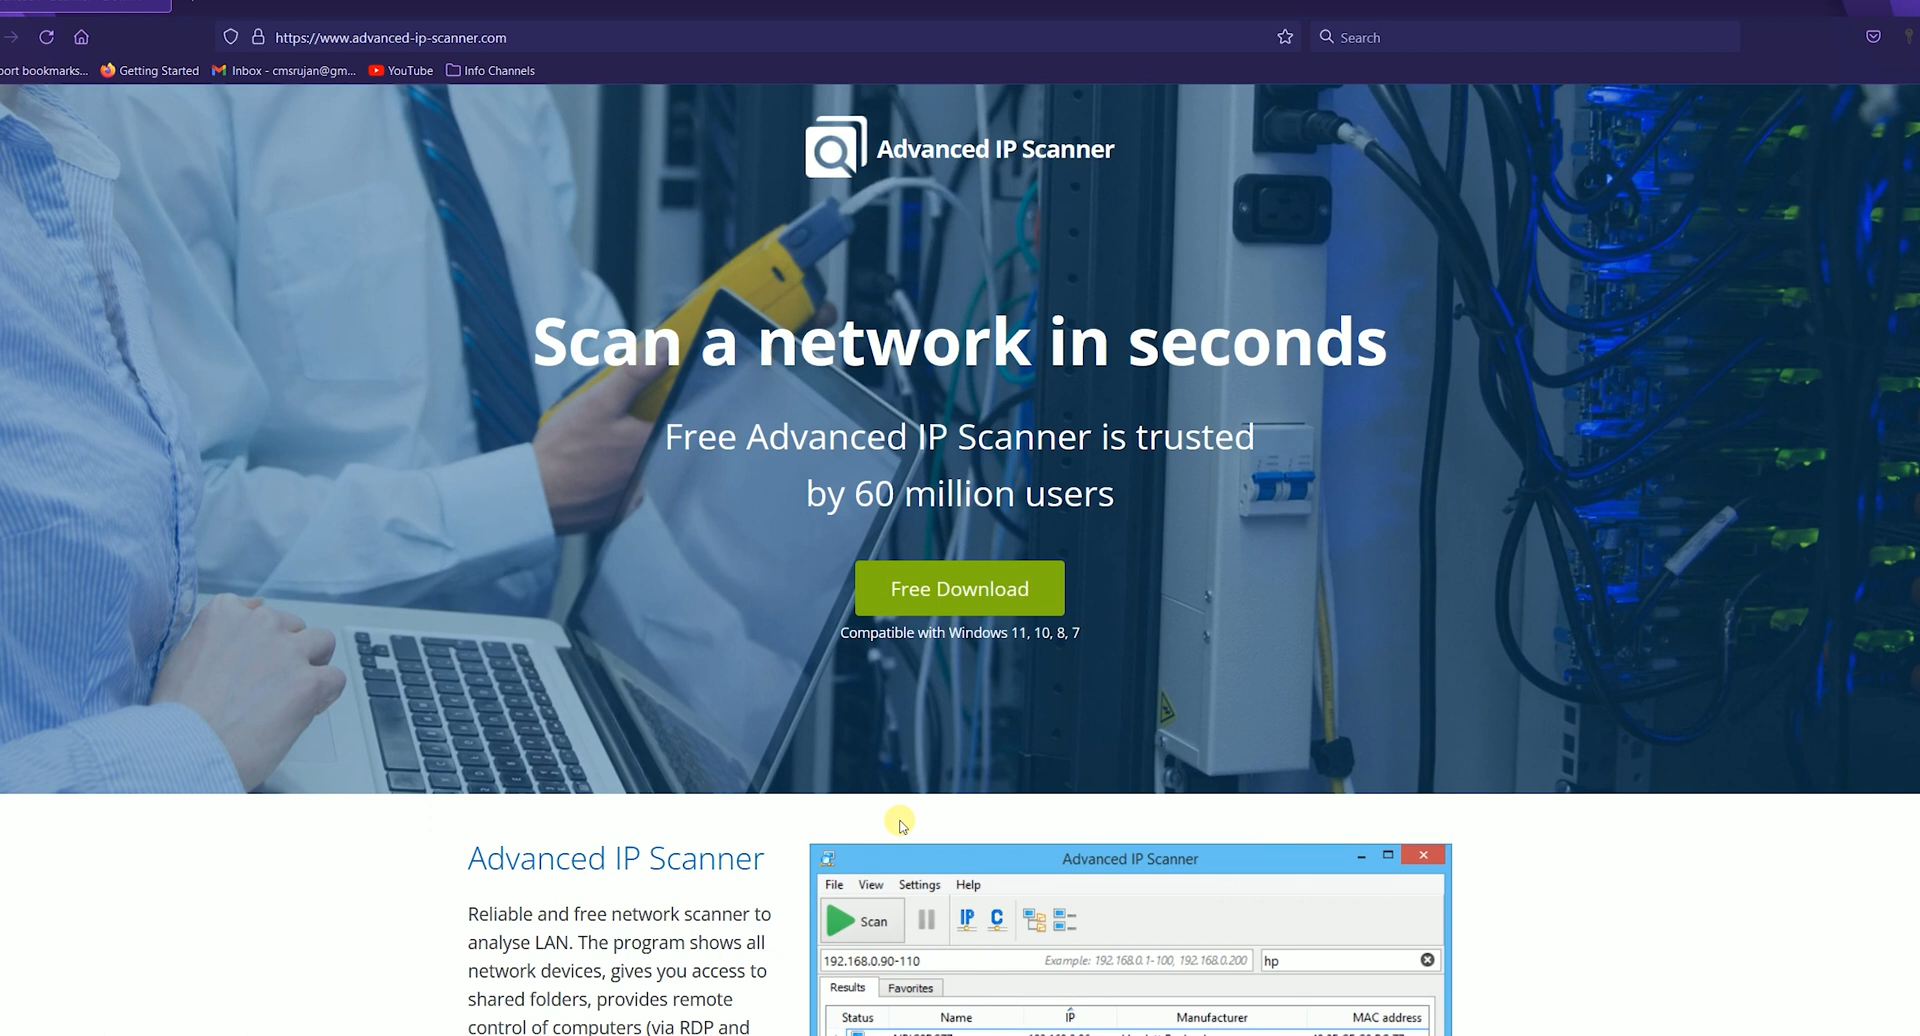 https://www.advanced-ip-scanner.com
Search
port bookmarks...
Getting Started
Inbox - cmsrujan@gm...
YouTube
Info Channels
Advanced IP Scanner
Scan a network in seconds
Free Advanced IP Scanner is trusted
by 60 million users
Free Download
Compatible with Windows 11, 10, 8, 7
Advanced IP Scanner
Reliable and free network scanner to
analyse LAN. The program shows all
network devices, gives you access to
shared folders, provides remote
control of computers (via RDP and
Advanced IP Scanner
File View Settings Help
Scan IP C
192.168.0.90-110 Example: 192.168.0.1-100, 192.168.0.200 hp
Results Favorites
Status Name IP Manufacturer MAC address